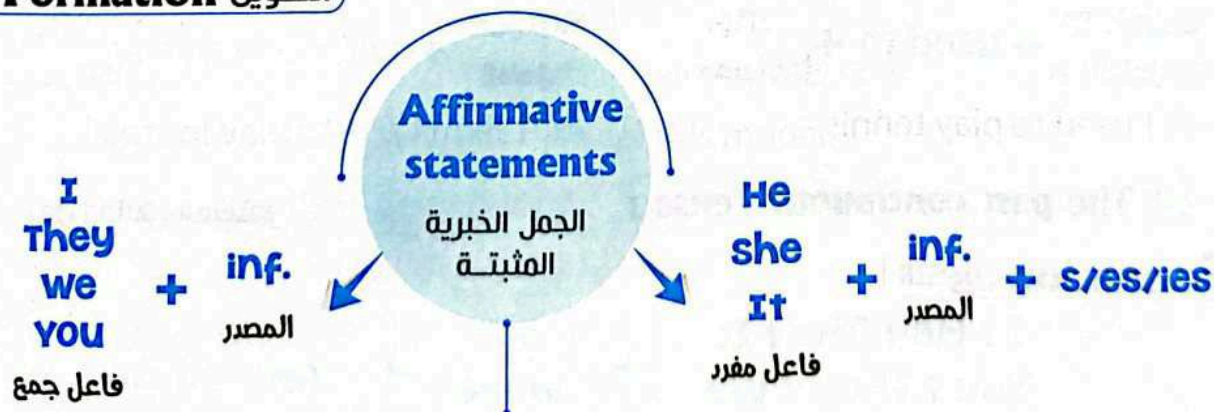 Formation التكوين
Affirmative
statements
الجمل الخبرية
المثبتــة
I
They
we
you
فاعل جمع
+
inf.
المصدر
He
She
It
فاعل مفرد
+
inf.
المصدر
+ s/es/ies